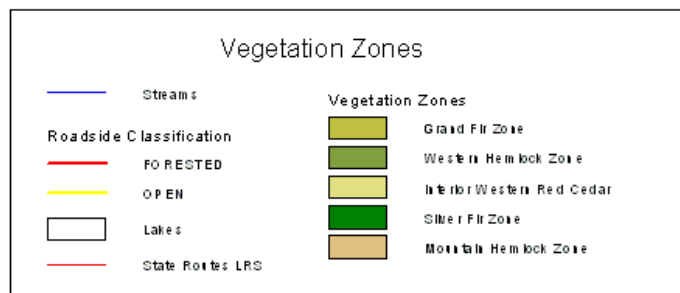 Vegetation Zones
Streams
Roadside Classification
FORESTED
OPEN
Lakes
State Routes LRS
Vegetation Zones
Grand Fir Zone
Western Hemlock Zone
Interior Western Red Cedar
Silver Fir Zone
Mountain Hemlock Zone